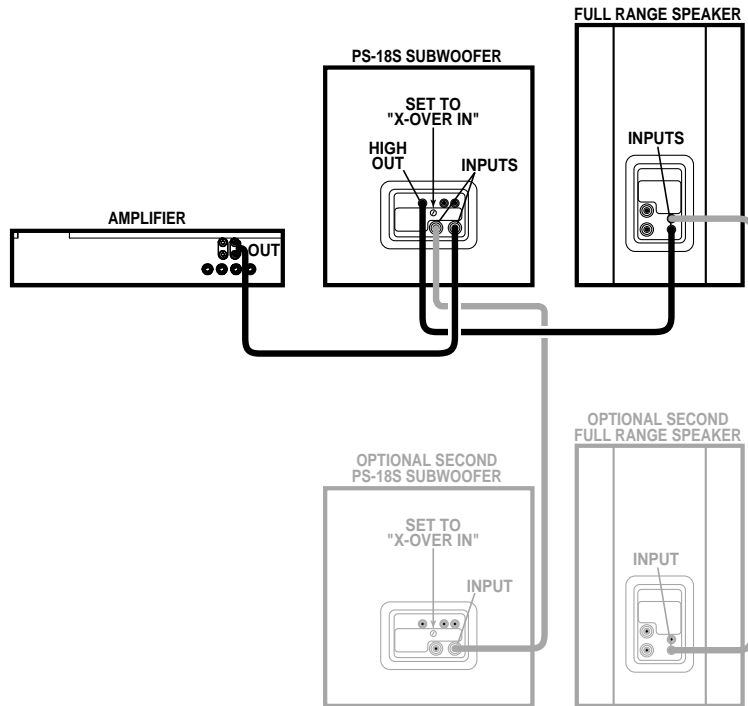 FULL RANGE SPEAKER
PS-18S SUBWOOFER
SET TO
"X-OVER IN"
HIGH
OUT
INPUTS
INPUTS
AMPLIFIER
OUT
OPTIONAL SECOND
FULL RANGE SPEAKER
OPTIONAL SECOND
PS-18S SUBWOOFER
SET TO
"X-OVER IN"
INPUT
INPUT